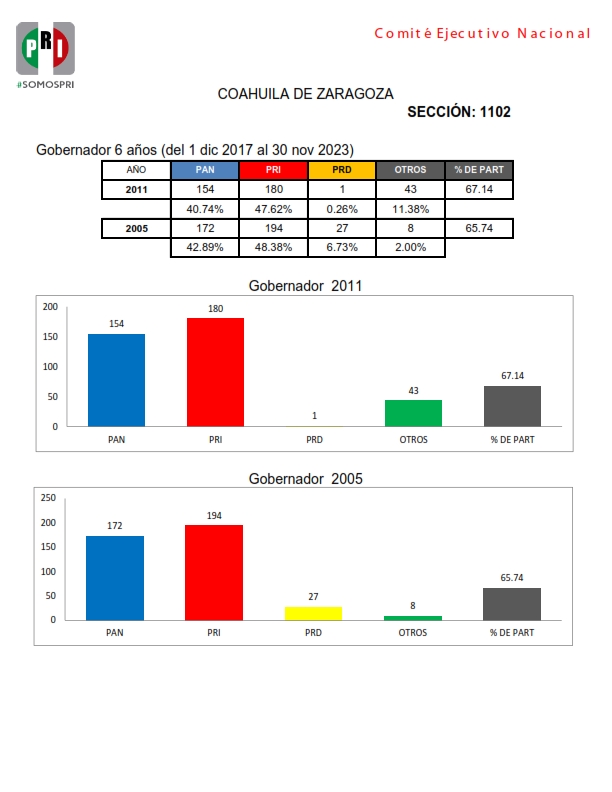 Comité Ejecutivo Nacional
PRI
#SOMOSPRI
COAHUILA DE ZARAGOZA
SECCIÓN: 1102
Gobernador 6 años (del 1 dic 2017 al 30 nov 2023)
AÑO PAN PRI PRD OTROS % DE PART
2011 154 180 1 43 67.14
40.74% 47.62% 0.26% 11.38%
2005 172 194 27 8 65.74
42.89% 48.38% 6.73% 2.00%
Gobernador 2011
200
150
100
50
0
154
180
1
43
67.14
PAN PRI PRD OTROS % DE PART
Gobernador 2005
250
200
150
100
50
0
172
194
27
8
65.74
PAN PRI PRD OTROS % DE PART